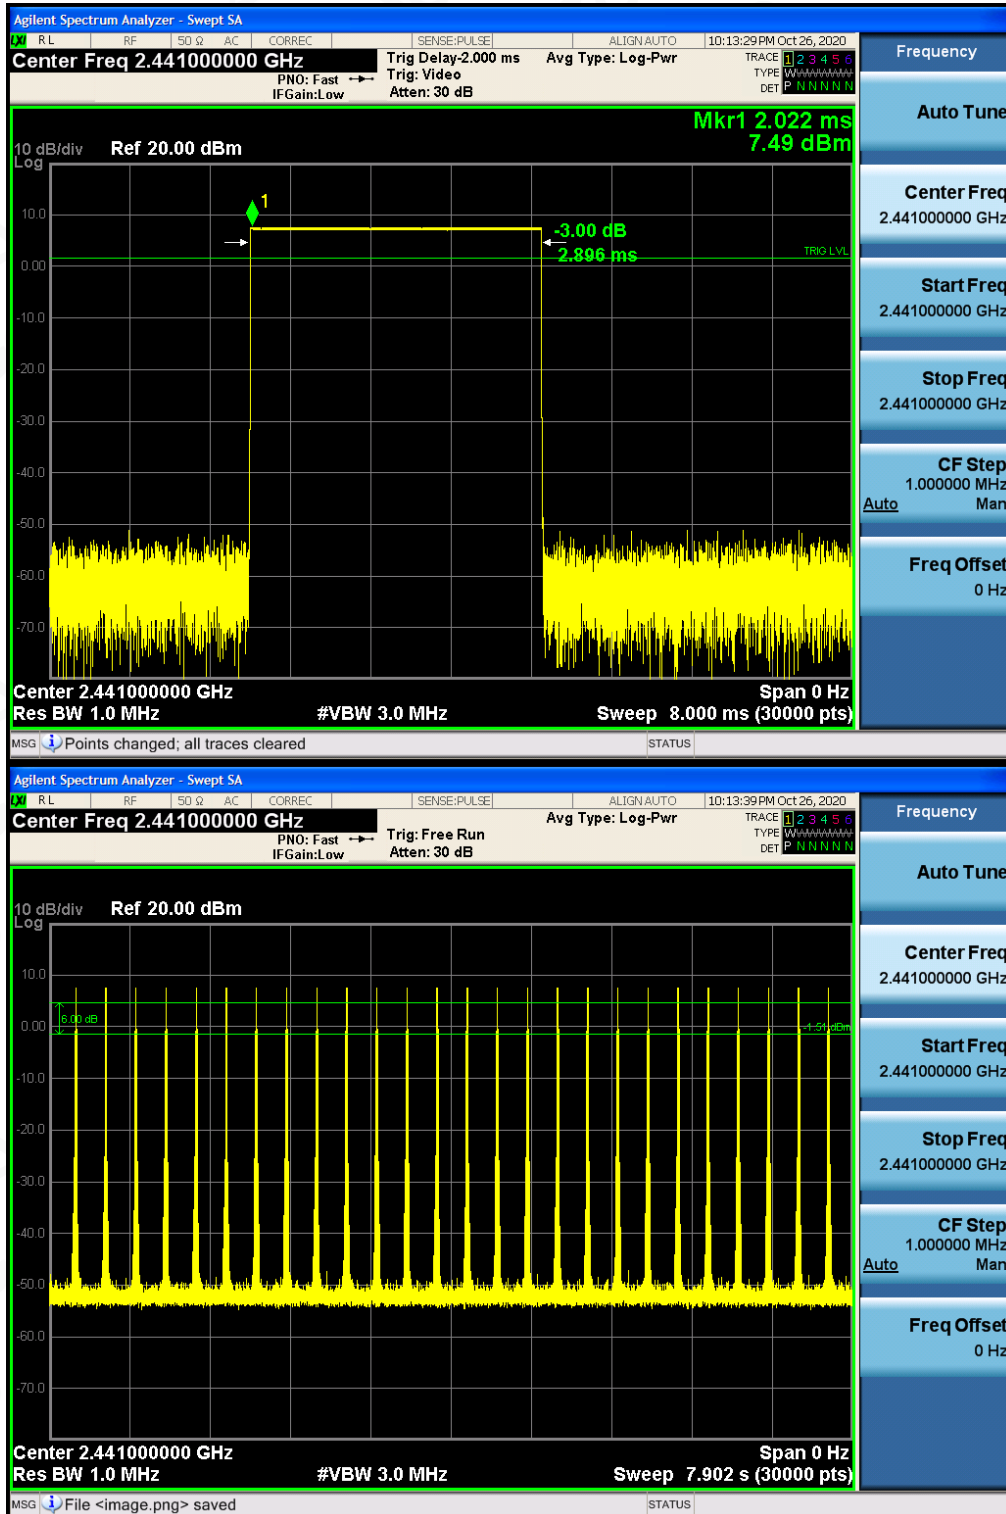 Agilent Spectrum Analyzer - Swept SA
LXI RL RF 50 Ω AC CORREC SENSE:PULSE ALIGN AUTO 10:13:29 PM Oct 26, 2020
Center Freq 2.441000000 GHz
PNO: Fast
IFGain:Low
Trig Delay-2.000 ms
Trig: Video
Atten: 30 dB
Avg Type: Log-Pwr
TRACE 1 2 3 4 5 6
TYPE WWWWWW
DET P N N N N N
Mkr1 2.022 ms
7.49 dBm
10 dB/div Ref 20.00 dBm
Log
10.0
0.00
-10.0
-20.0
-30.0
-40.0
-50.0
-60.0
-70.0
1
-3.00 dB
2.896 ms
TRIG LVL
Center 2.441000000 GHz Span 0 Hz
Res BW 1.0 MHz #VBW 3.0 MHz Sweep 8.000 ms (30000 pts)
MSG Points changed; all traces cleared STATUS
Frequency
Auto Tune
Center Freq
2.441000000 GHz
Start Freq
2.441000000 GHz
Stop Freq
2.441000000 GHz
CF Step
1.000000 MHz
Auto Man
Freq Offset
0 Hz
Agilent Spectrum Analyzer - Swept SA
LXI RL RF 50 Ω AC CORREC SENSE:PULSE ALIGN AUTO 10:13:39 PM Oct 26, 2020
Center Freq 2.441000000 GHz
PNO: Fast
IFGain:Low
Trig: Free Run
Atten: 30 dB
Avg Type: Log-Pwr
TRACE 1 2 3 4 5 6
TYPE WWWWWW
DET P N N N N N
10 dB/div Ref 20.00 dBm
Log
10.0
0.00
-10.0
-20.0
-30.0
-40.0
-50.0
-60.0
-70.0
6.00 dB
-1.51 dBm
Center 2.441000000 GHz Span 0 Hz
Res BW 1.0 MHz #VBW 3.0 MHz Sweep 7.902 s (30000 pts)
MSG File <image.png> saved STATUS
Frequency
Auto Tune
Center Freq
2.441000000 GHz
Start Freq
2.441000000 GHz
Stop Freq
2.441000000 GHz
CF Step
1.000000 MHz
Auto Man
Freq Offset
0 Hz